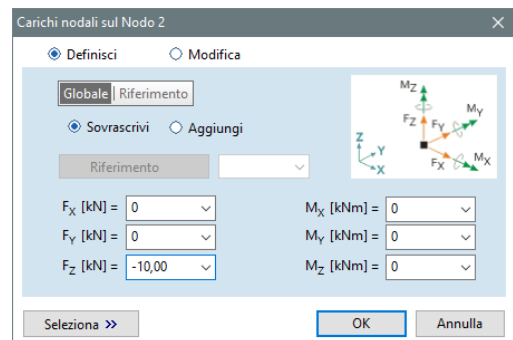 Carichi nodali sul Nodo 2
Definisci Modifica
Globale Riferimento
Sovrascrivi Aggiungi
Riferimento
MZ
MY
FZ
FY
FX
MX
Z
Y
X
FX [kN] = 0 MX [kNm] = 0
FY [kN] = 0 MY [kNm] = 0
FZ [kN] = -10,00 MZ [kNm] = 0
Seleziona >> OK Annulla